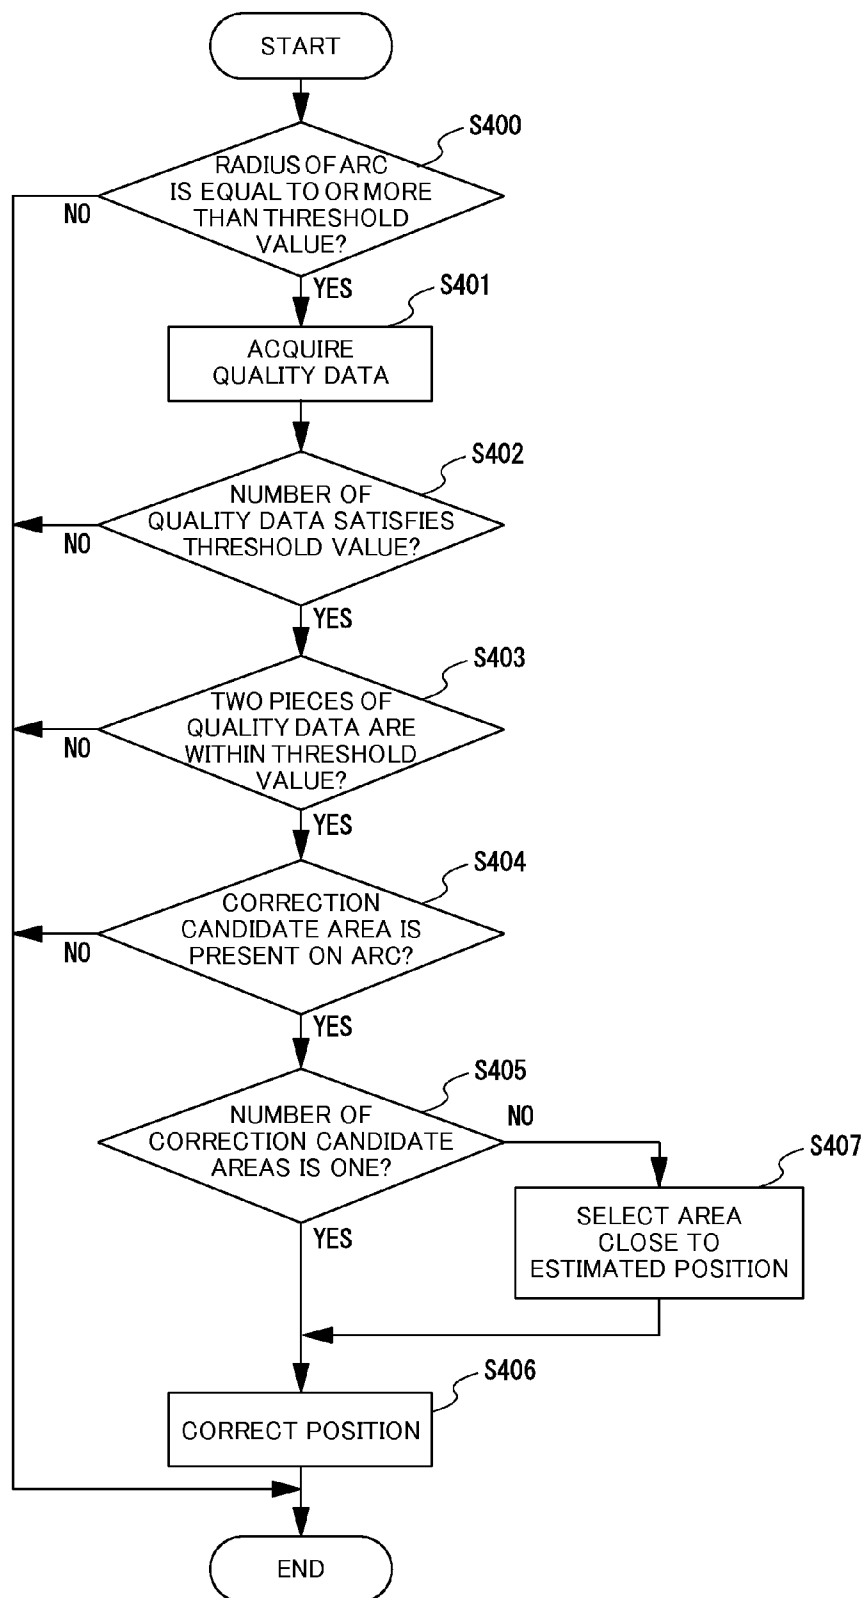 START
S400
RADIUS OF ARC
IS EQUAL TO OR MORE
THAN THRESHOLD
VALUE?
NO
YES
S401
ACQUIRE
QUALITY DATA
S402
NUMBER OF
QUALITY DATA SATISFIES
THRESHOLD VALUE?
NO
YES
S403
TWO PIECES OF
QUALITY DATA ARE
WITHIN THRESHOLD
VALUE?
NO
YES
S404
CORRECTION
CANDIDATE AREA IS
PRESENT ON ARC?
NO
YES
S405
NUMBER OF
CORRECTION CANDIDATE
AREAS IS ONE?
NO
YES
S407
SELECT AREA
CLOSE TO
ESTIMATED POSITION
S406
CORRECT POSITION
END